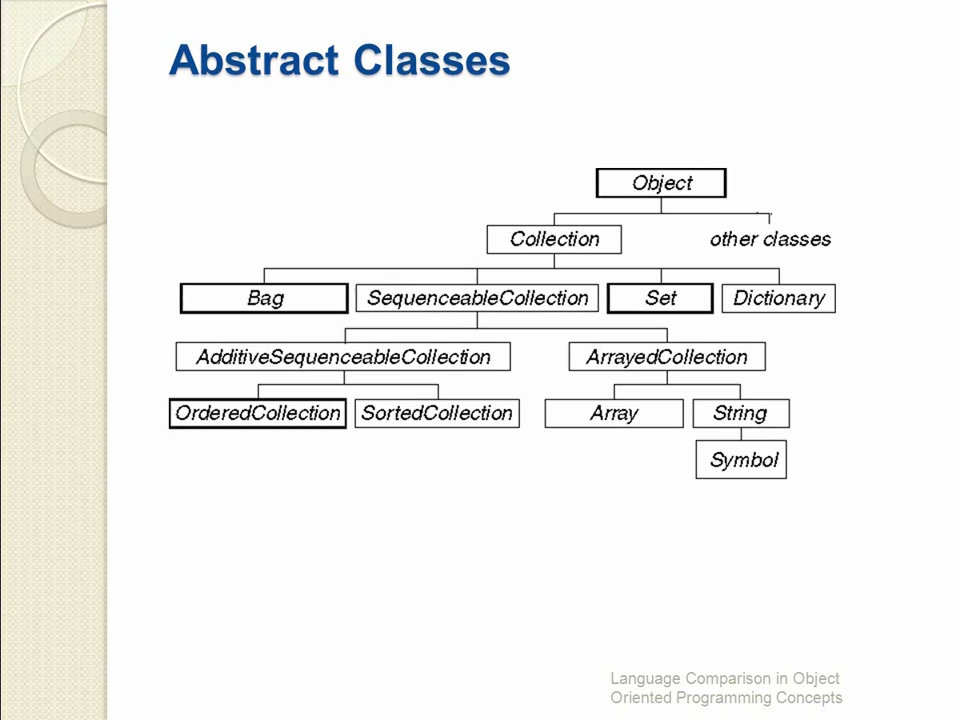 Abstract Classes
Object
Collection
other classes
Bag
SequenceableCollection
Set
Dictionary
AdditiveSequenceableCollection
ArrayedCollection
OrderedCollection
SortedCollection
Array
String
Symbol
Language Comparison in Object
Oriented Programming Concepts